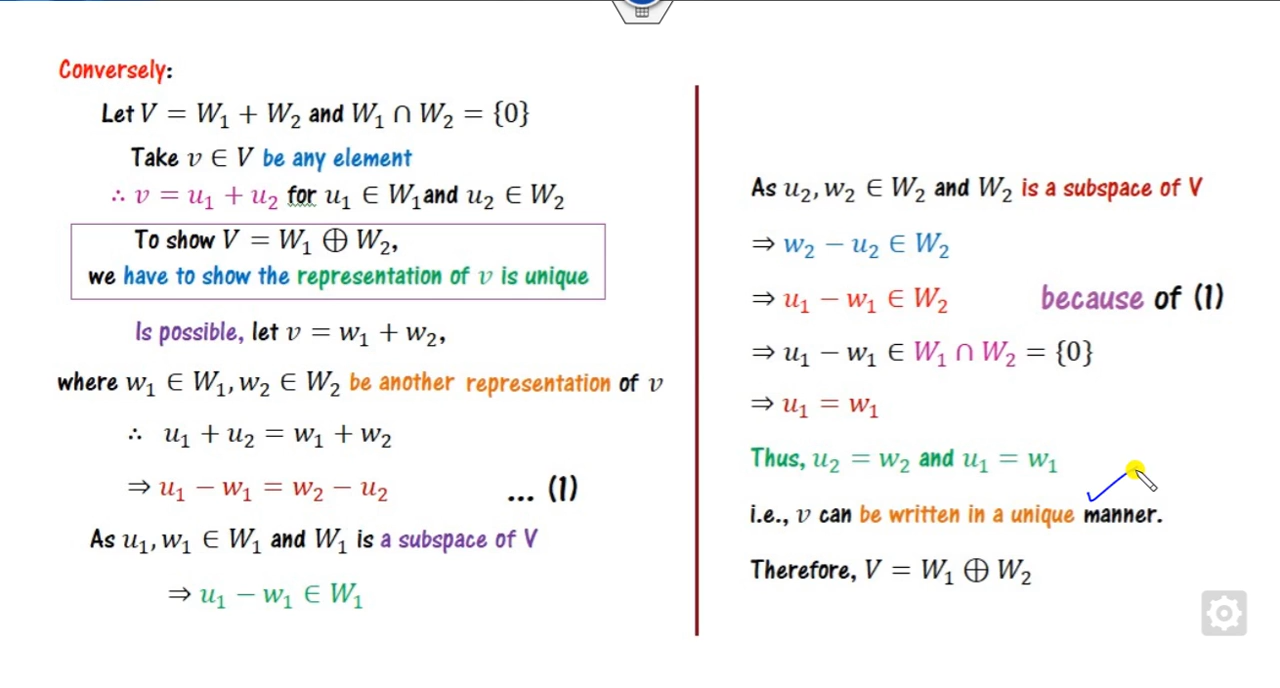 Conversely:
Let V = W₁ + W₂ and W₁ ∩ W₂ = {0}
Take v ∈ V be any element
∴ v = u₁ + u₂ for u₁ ∈ W₁and u₂ ∈ W₂
To show V = W₁ ⊕ W₂,
we have to show the representation of v is unique
Is possible, let v = w₁ + w₂,
where w₁ ∈ W₁, w₂ ∈ W₂ be another representation of v
∴ u₁ + u₂ = w₁ + w₂
⇒ u₁ − w₁ = w₂ − u₂ ... (1)
As u₁, w₁ ∈ W₁ and W₁ is a subspace of V
⇒ u₁ − w₁ ∈ W₁
As u₂, w₂ ∈ W₂ and W₂ is a subspace of V
⇒ w₂ − u₂ ∈ W₂
⇒ u₁ − w₁ ∈ W₂ because of (1)
⇒ u₁ − w₁ ∈ W₁ ∩ W₂ = {0}
⇒ u₁ = w₁
Thus, u₂ = w₂ and u₁ = w₁
i.e., v can be written in a unique manner.
Therefore, V = W₁ ⊕ W₂